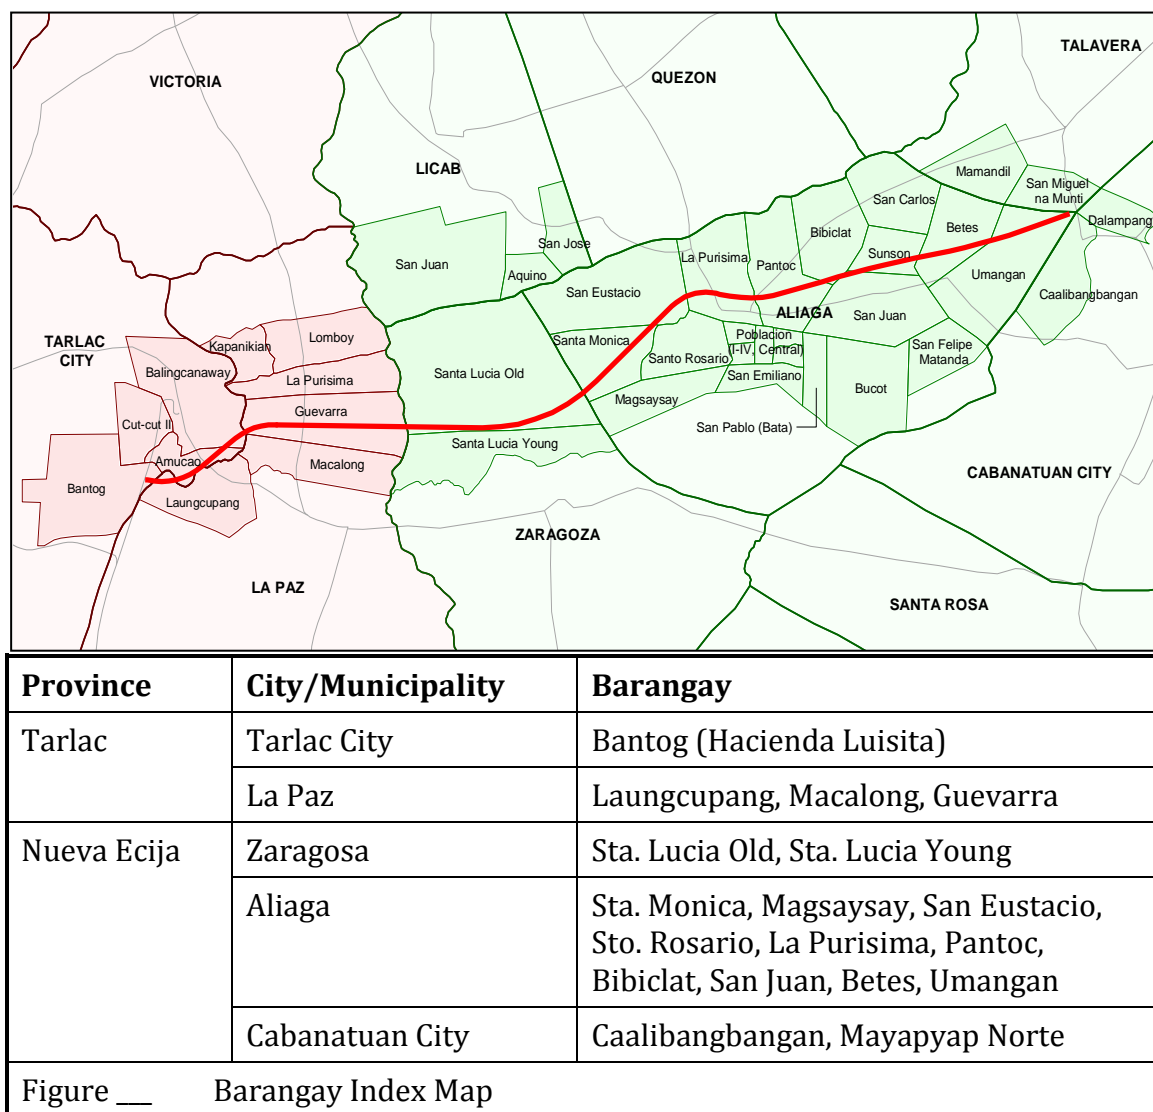 TALAVERA
QUEZON
VICTORIA
LICAB
Mamandil
San Miguel
na Munti
San Carlos
Dalampang
Betes
Bibiclat
San Jose
La Purisima
Pantoc
Sunson
San Juan
Aquino
Umangan
San Eustacio
Caalibangbangan
ALIAGA
San Juan
TARLAC
CITY
Kapanikian
Lomboy
Santa Monica
Poblacion
(I-IV, Central)
San Felipe
Matanda
Santo Rosario
Balingcanaway
La Purisima
Santa Lucia Old
San Emiliano
Bucot
Magsaysay
Guevarra
Cut-cut II
San Pablo (Bata)
Santa Lucia Young
Amucao
Macalong
CABANATUAN CITY
Bantog
Laungcupang
ZARAGOZA
LA PAZ
SANTA ROSA
Province City/Municipality Barangay
Tarlac Tarlac City Bantog (Hacienda Luisita)
La Paz Laungcupang, Macalong, Guevarra
Nueva Ecija Zaragosa Sta. Lucia Old, Sta. Lucia Young
Aliaga Sta. Monica, Magsaysay, San Eustacio,
Sto. Rosario, La Purisima, Pantoc,
Bibiclat, San Juan, Betes, Umangan
Cabanatuan City Caalibangbangan, Mayapyap Norte
Figure ___ Barangay Index Map